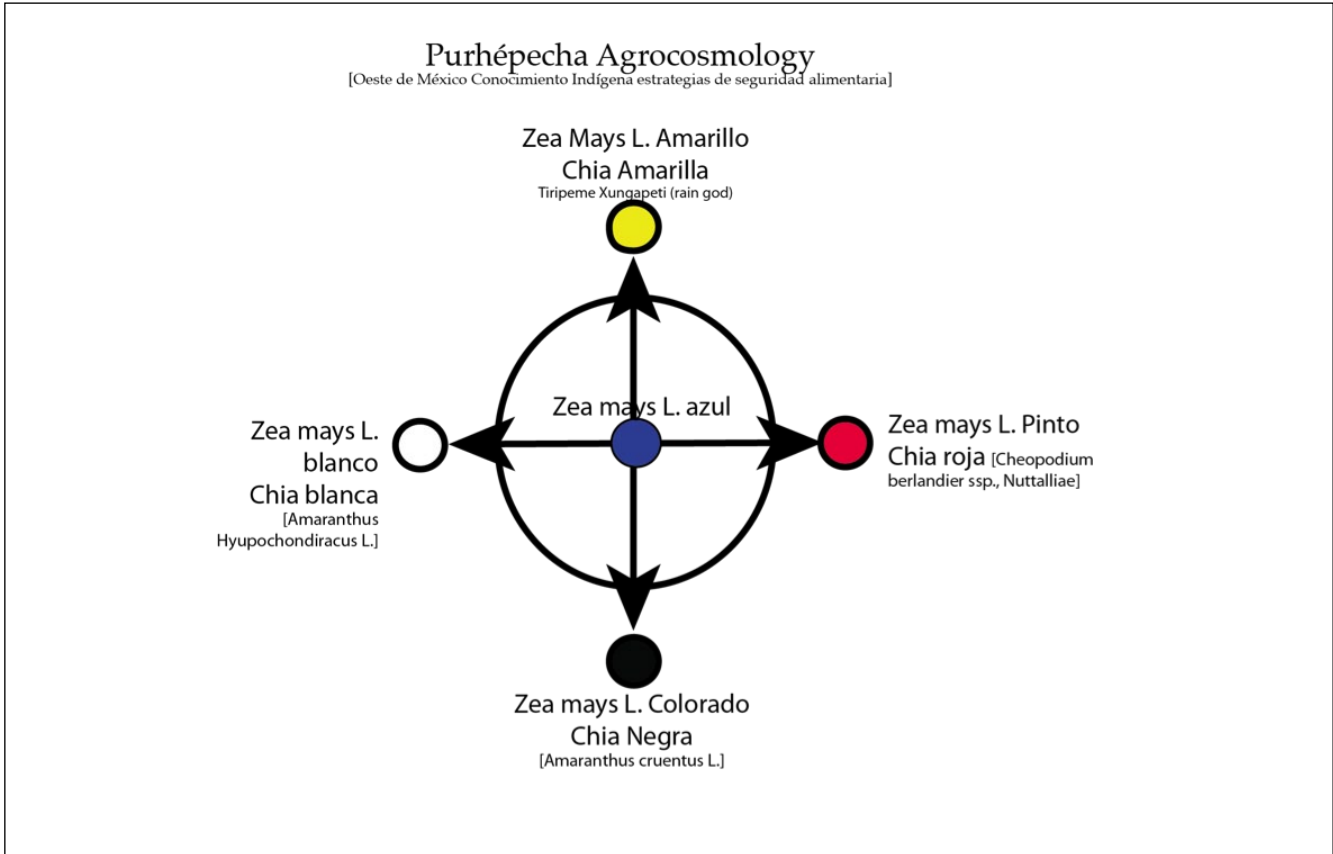 Purhépecha Agrocosmology
[Oeste de México Conocimiento Indígena estrategias de seguridad alimentaria]
Zea Mays L. Amarillo
Chia Amarilla
Tiripeme Xungapeti (rain god)
Zea mays L. azul
Zea mays L.
blanco
Chia blanca
[Amaranthus
Hyupochondiracus L.]
Zea mays L. Pinto
Chia roja [Cheopodium
berlandier ssp., Nuttalliae]
Zea mays L. Colorado
Chia Negra
[Amaranthus cruentus L.]